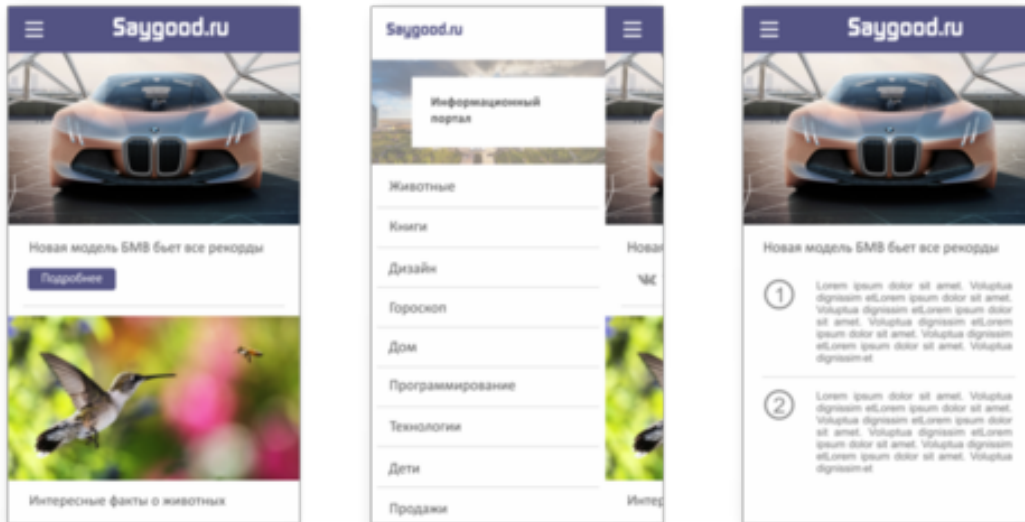 Saygood.ru
Новая модель БМВ бьет все рекорды
Подробнее
Интересные факты о животных
Saygood.ru
Информационный
портал
Животные
Книги
Дизайн
Гороскоп
Дом
Программирование
Технологии
Дети
Продажи
Новая
Интер
Saygood.ru
Новая модель БМВ бьет все рекорды
1
Lorem ipsum dolor sit amet. Voluptua
dignissim etLorem ipsum dolor sit amet.
Voluptua dignissim etLorem ipsum dolor
sit amet. Voluptua dignissim etLorem
ipsum dolor sit amet. Voluptua dignissim
etLorem ipsum dolor sit amet. Voluptua
dignissim et
2
Lorem ipsum dolor sit amet. Voluptua
dignissim etLorem ipsum dolor sit amet.
Voluptua dignissim etLorem ipsum dolor
sit amet. Voluptua dignissim etLorem
ipsum dolor sit amet. Voluptua dignissim
etLorem ipsum dolor sit amet. Voluptua
dignissim et